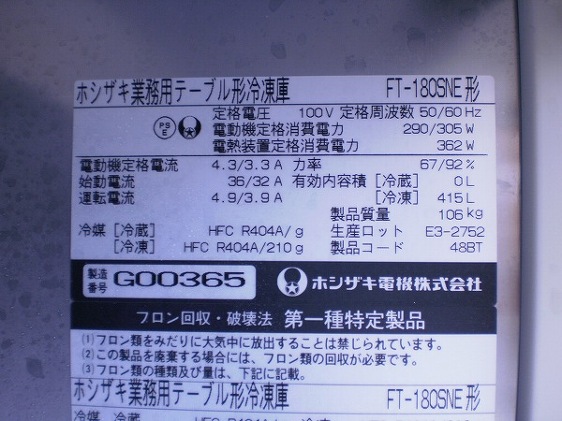 ホシザキ業務用テーブル形冷凍庫 FT-180SNE形
定格電圧 100V 定格周波数 50/60Hz
PS E 電動機定格消費電力 290/305W
電熱装置定格消費電力 362W
電動機定格電流 4.3/3.3A 力率 67/92%
始動電流 36/32A 有効内容積 [冷蔵] 0L
運転電流 4.9/3.9A [冷凍] 415L
製品質量 106kg
冷媒 [冷蔵] HFC R404A/ g 生産ロット E3-2752
[冷凍] HFC R404A/210g 製品コード 48BT
製造番号 G00365 ホシザキ電機株式会社
フロン回収・破壊法 第一種特定製品
(1) フロン類をみだりに大気中に放出することは禁じられています。
(2) この製品を廃棄する場合には、フロン類の回収が必要です。
(3) フロン類の種類及び量は、下記に記載。
ホシザキ業務用テーブル形冷凍庫 FT-180SNE形
冷媒 冷蔵 HFC R404A/ 冷凍